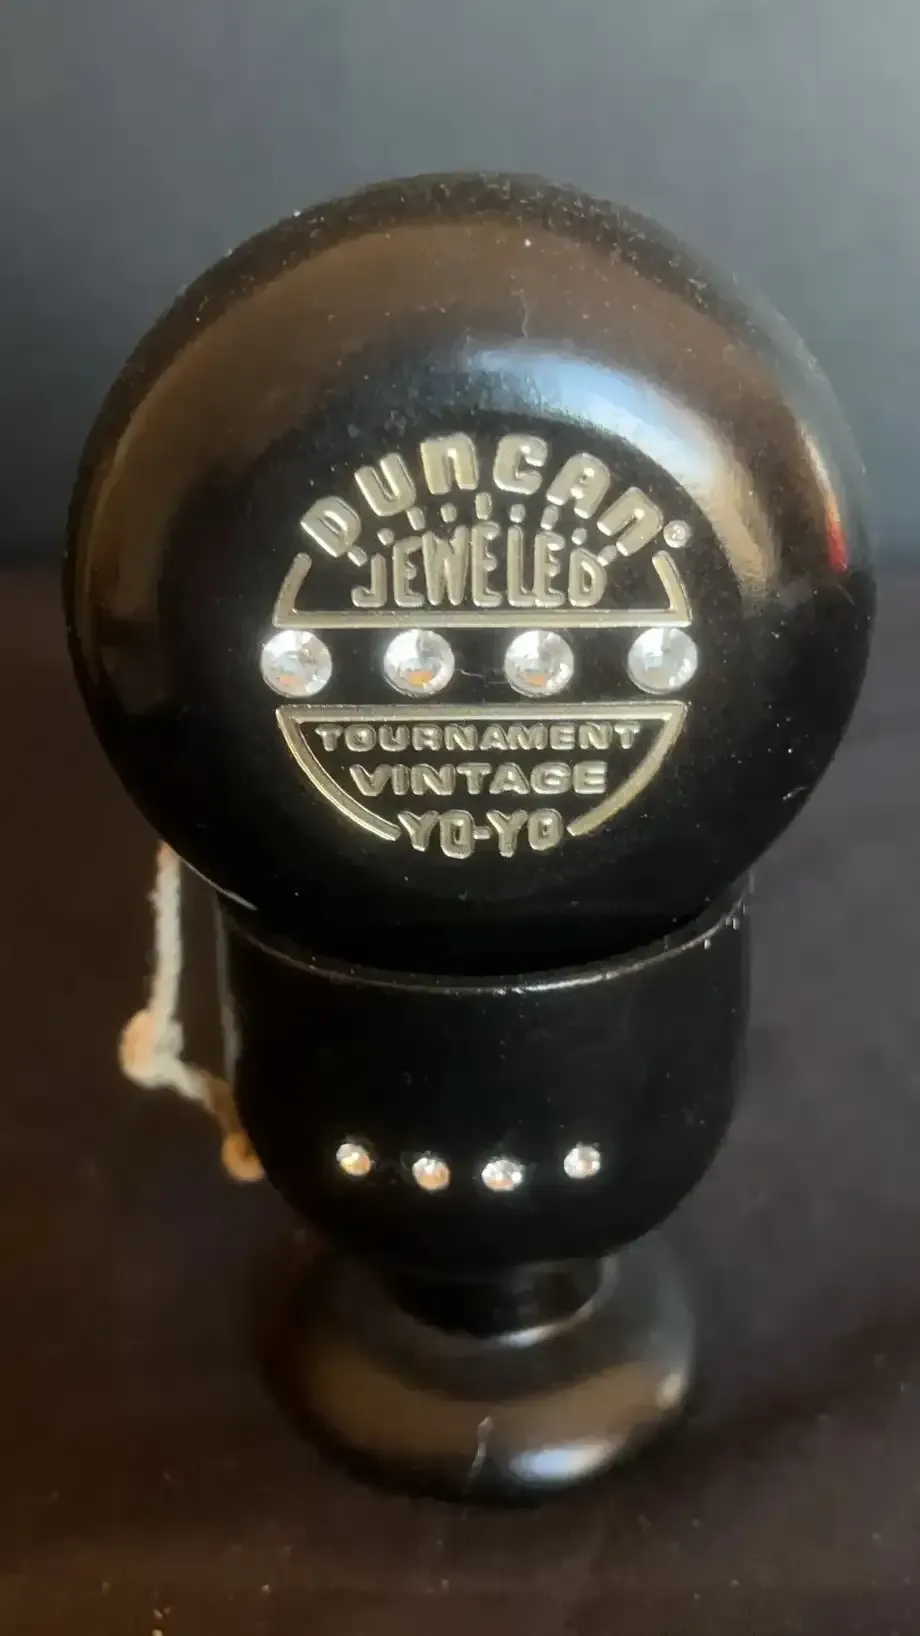 DUNCAN®
JEWELED
TOURNAMENT
VINTAGE
YO-YO